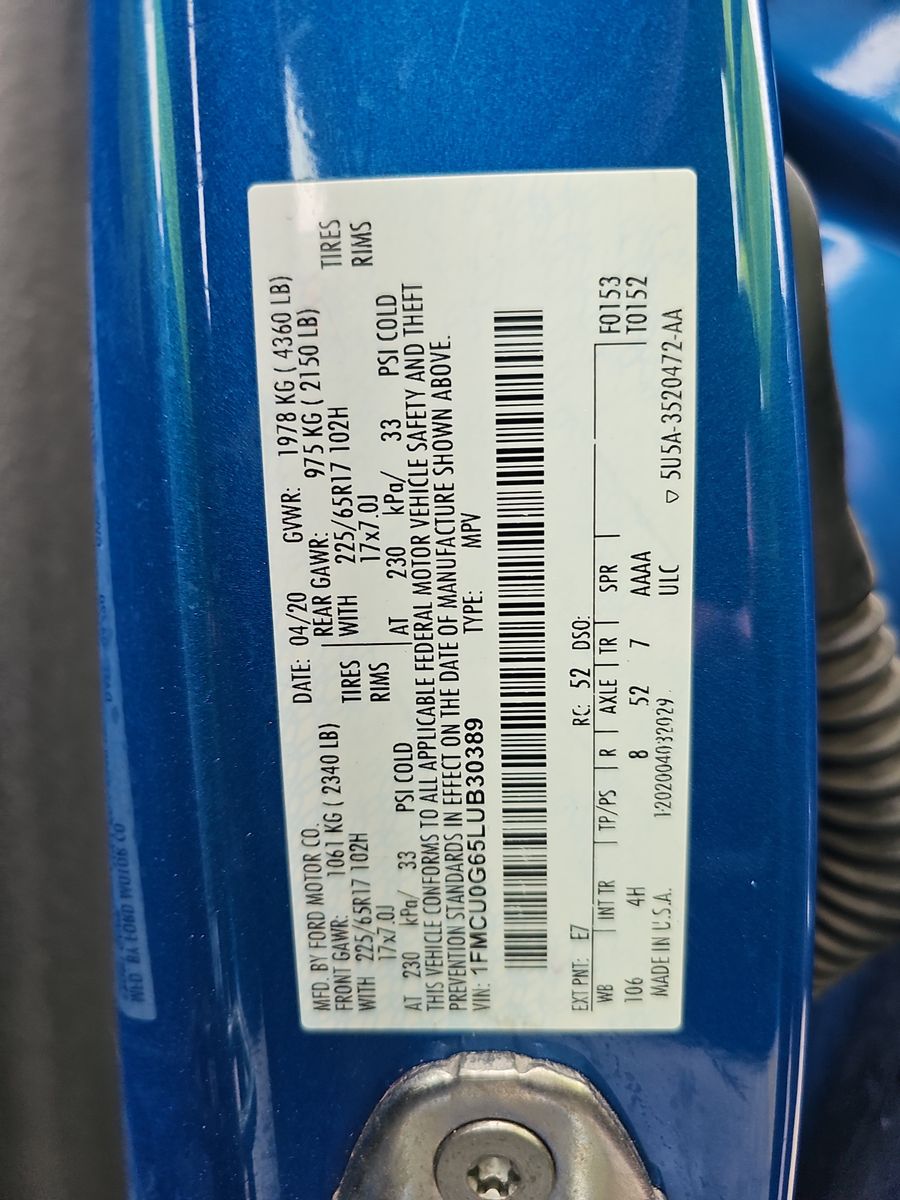 MFD. BY FORD MOTOR CO. DATE: 04/20 GVWR: 1978 KG ( 4360 LB)
FRONT GAWR: 1061 KG ( 2340 LB) REAR GAWR: 975 KG ( 2150 LB)
WITH 225/65R17 102H TIRES WITH 225/65R17 102H TIRES
17x7.0J RIMS 17x7.0J RIMS
AT 230 kPa/ 33 PSI COLD AT 230 kPa/ 33 PSI COLD
THIS VEHICLE CONFORMS TO ALL APPLICABLE FEDERAL MOTOR VEHICLE SAFETY AND THEFT
PREVENTION STANDARDS IN EFFECT ON THE DATE OF MANUFACTURE SHOWN ABOVE.
VIN: 1FMCU0G65LUB30389 TYPE: MPV
EXT PNT: E7 RC: 52 DSO: F0153
WB INT TR TP/PS R AXLE TR SPR T0152
106 4H 8 52 7 AAAA
MADE IN U.S.A. 1:202004032029 ULC ▽ 5U5A-3520472-AA